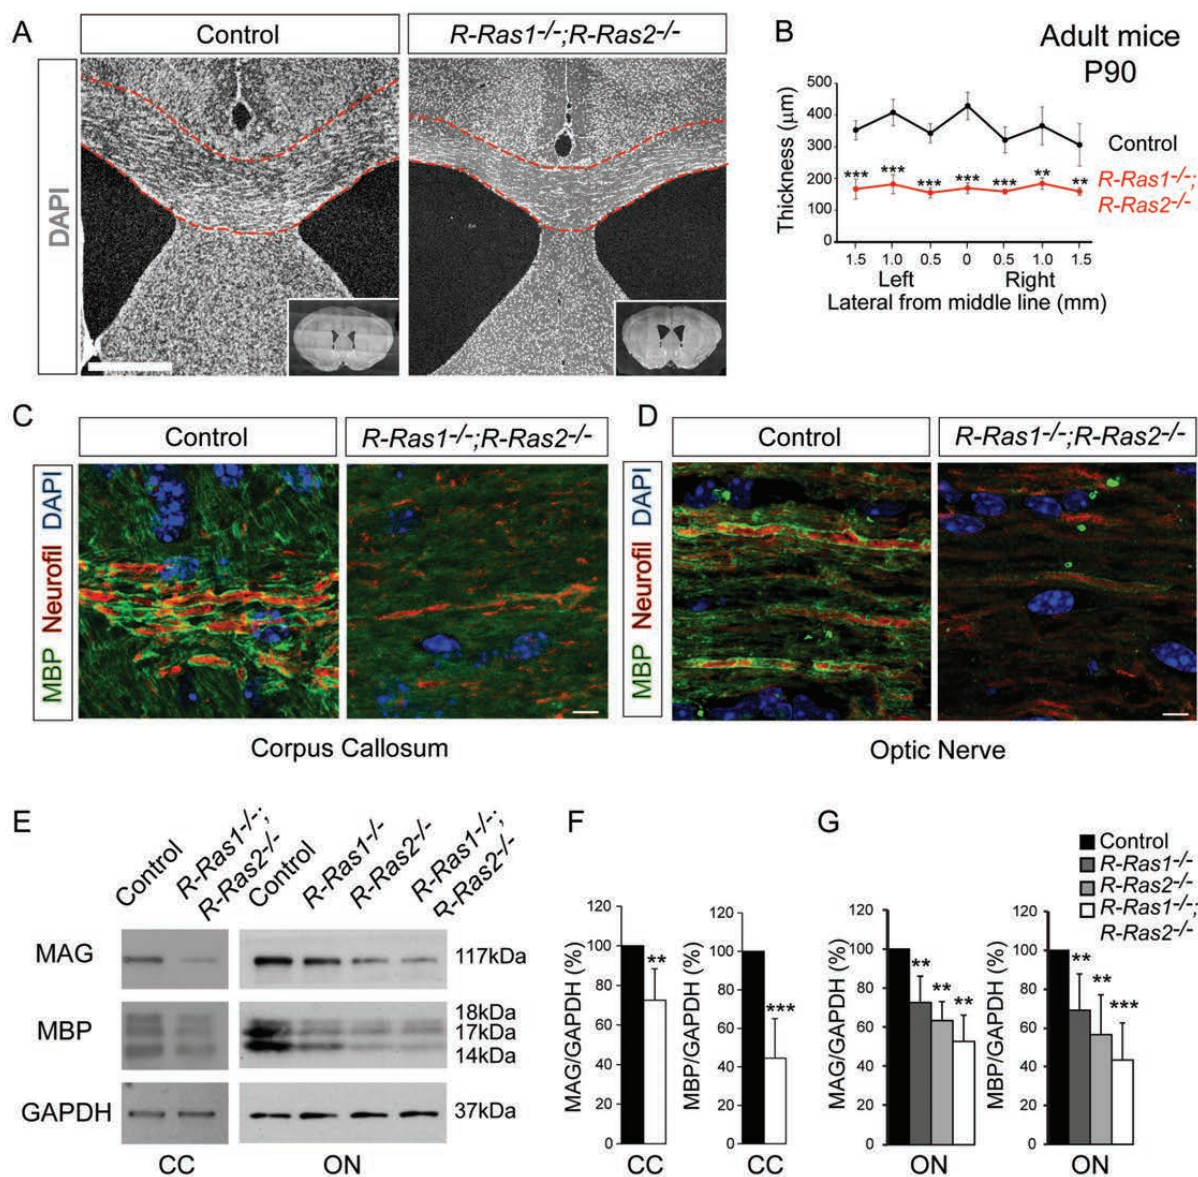 A
Control
R-Ras1-/-;R-Ras2-/-
DAPI
B
Adult mice
P90
Thickness (µm)
500
400
300
200
100
0
*** *** *** *** *** ** **
Control
R-Ras1-/-;
R-Ras2-/-
1.5 1.0 0.5 0 0.5 1.0 1.5
Left Right
Lateral from middle line (mm)
C
Control
R-Ras1-/-;R-Ras2-/-
MBP Neurofil DAPI
Corpus Callosum
D
Control
R-Ras1-/-;R-Ras2-/-
MBP Neurofil DAPI
Optic Nerve
E
Control
R-Ras1-/-;
R-Ras2-/-
Control
R-Ras1-/-
R-Ras2-/-
R-Ras1-/-;
R-Ras2-/-
MAG
117kDa
MBP
18kDa
17kDa
14kDa
GAPDH
37kDa
CC
ON
F
MAG/GAPDH (%)
120
100
80
60
40
20
0
**
CC
MBP/GAPDH (%)
120
100
80
60
40
20
0
***
CC
G
Control
R-Ras1-/-
R-Ras2-/-
R-Ras1-/-;
R-Ras2-/-
MAG/GAPDH (%)
120
100
80
60
40
20
0
** ** **
ON
MBP/GAPDH (%)
120
100
80
60
40
20
0
** ** ***
ON